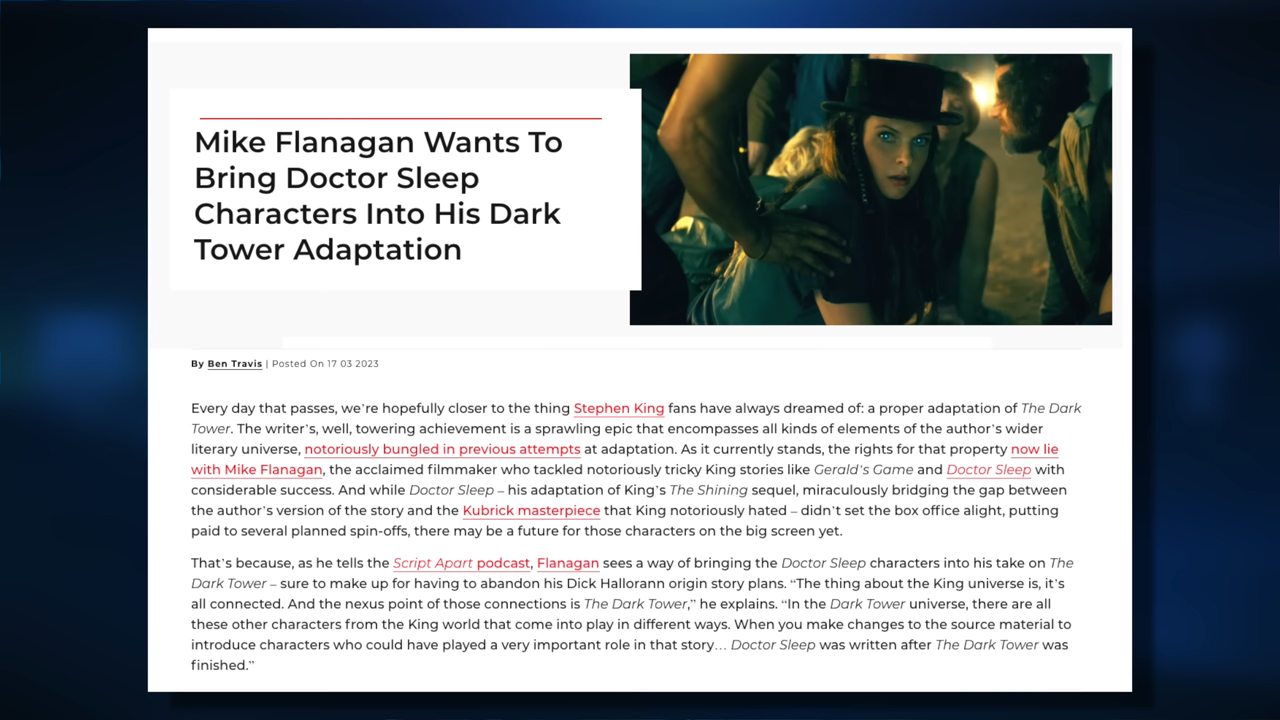 Mike Flanagan Wants To
Bring Doctor Sleep
Characters Into His Dark
Tower Adaptation
By Ben Travis | Posted On 17 03 2023
Every day that passes, we’re hopefully closer to the thing Stephen King fans have always dreamed of: a proper adaptation of The Dark
Tower. The writer’s, well, towering achievement is a sprawling epic that encompasses all kinds of elements of the author’s wider
literary universe, notoriously bungled in previous attempts at adaptation. As it currently stands, the rights for that property now lie
with Mike Flanagan, the acclaimed filmmaker who tackled notoriously tricky King stories like Gerald’s Game and Doctor Sleep with
considerable success. And while Doctor Sleep – his adaptation of King’s The Shining sequel, miraculously bridging the gap between
the author’s version of the story and the Kubrick masterpiece that King notoriously hated – didn’t set the box office alight, putting
paid to several planned spin-offs, there may be a future for those characters on the big screen yet.
That’s because, as he tells the Script Apart podcast, Flanagan sees a way of bringing the Doctor Sleep characters into his take on The
Dark Tower – sure to make up for having to abandon his Dick Hallorann origin story plans. “The thing about the King universe is, it’s
all connected. And the nexus point of those connections is The Dark Tower,” he explains. “In the Dark Tower universe, there are all
these other characters from the King world that come into play in different ways. When you make changes to the source material to
introduce characters who could have played a very important role in that story… Doctor Sleep was written after The Dark Tower was
finished.”